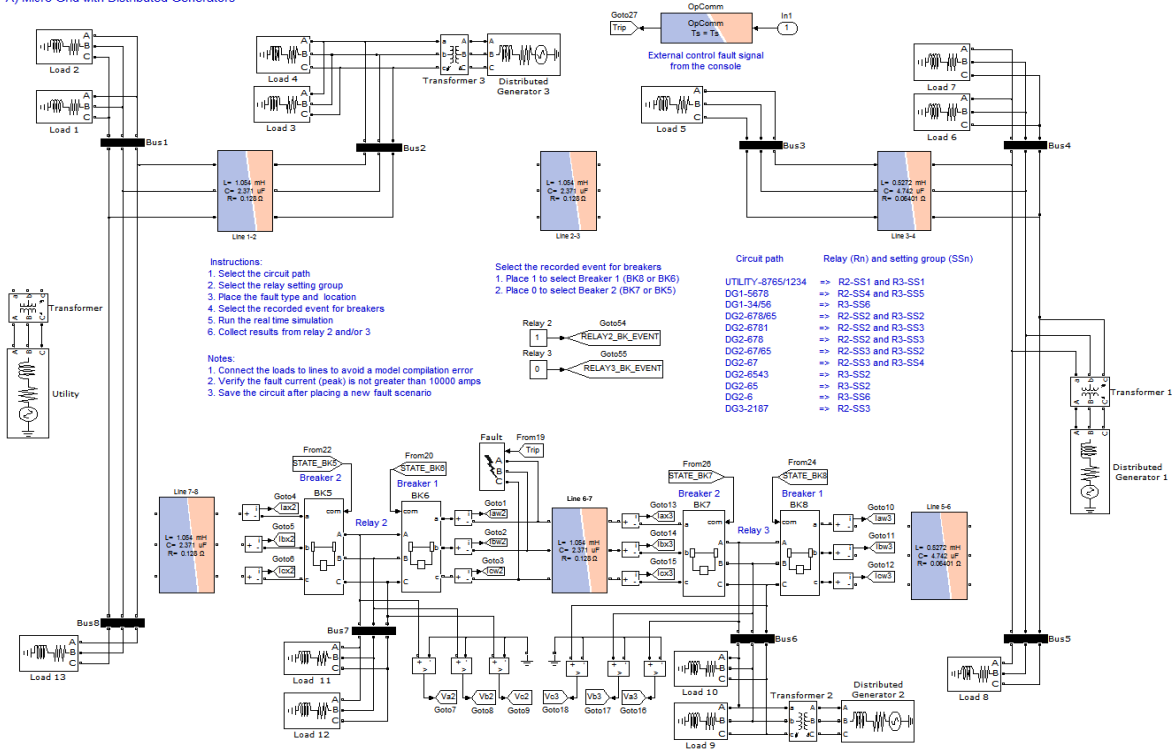 A) Micro Grid with Distributed Generators
Goto27
Trip
OpComm
Ts = Ts
OpComm
In1
1
External control fault signal
from the console
A
B
C
Load 2
A
B
C
Load 1
A
B
C
Load 4
A
B
C
Load 3
a
b
c
A
B
C
Transformer 3
A
B
C
Distributed
Generator 3
A
B
C
Load 5
A
B
C
Load 7
A
B
C
Load 6
Bus1
Bus2
Bus3
Bus4
L= 1.054 mH
C= 2.371 uF
R= 0.128 Ω
Line 1-2
L= 1.054 mH
C= 2.371 uF
R= 0.128 Ω
Line 2-3
L= 0.5272 mH
C= 4.742 uF
R= 0.06401 Ω
Line 3-4
Instructions:
1. Select the circuit path
2. Select the relay setting group
3. Place the fault type and location
4. Select the recorded event for breakers
5. Run the real time simulation
6. Collect results from relay 2 and/or 3
Notes:
1. Connect the loads to lines to avoid a model compilation error
2. Verify the fault current (peak) is not greater than 10000 amps
3. Save the circuit after placing a new fault scenario
Select the recorded event for breakers
1. Place 1 to select Breaker 1 (BK8 or BK6)
2. Place 0 to select Beaker 2 (BK7 or BK5)
Relay 2
1
Goto54
RELAY2_BK_EVENT
Relay 3
0
Goto55
RELAY3_BK_EVENT
Circuit path Relay (Rn) and setting group (SSn)
UTILITY-8765/1234 => R2-SS1 and R3-SS1
DG1-5678 => R2-SS4 and R3-SS5
DG1-34/56 => R3-SS6
DG2-678/65 => R2-SS2 and R3-SS2
DG2-6781 => R2-SS2 and R3-SS3
DG2-678 => R2-SS2 and R3-SS3
DG2-67/65 => R2-SS3 and R3-SS2
DG2-67 => R2-SS3 and R3-SS4
DG2-6543 => R3-SS2
DG2-65 => R3-SS2
DG2-6 => R3-SS6
DG3-2187 => R2-SS3
a b c
A B C
Transformer
A B C
Utility
a b c
A B C
Transformer 1
A B C
Distributed
Generator 1
Fault
A
B
C
From19
Trip
From22
STATE_BK5
Breaker 2
From20
STATE_BK6
Breaker 1
From26
STATE_BK7
Breaker 2
From24
STATE_BK8
Breaker 1
Line 7-8
L= 1.054 mH
C= 2.371 uF
R= 0.128 Ω
Goto4
Iax2
Goto5
Ibx2
Goto6
Icx2
BK5
com
a
b
c
A
B
C
Relay 2
BK6
com
A
B
C
a
b
c
Goto1
Iaw2
Goto2
Ibw2
Goto3
Icw2
Line 6-7
L= 1.054 mH
C= 2.371 uF
R= 0.128 Ω
Goto13
Iax3
Goto14
Ibx3
Goto15
Icx3
BK7
com
a
b
c
A
B
C
Relay 3
BK8
com
A
B
C
a
b
c
Goto10
Iaw3
Goto11
Ibw3
Goto12
Icw3
Line 5-6
L= 0.5272 mH
C= 4.742 uF
R= 0.06401 Ω
Bus8
Bus7
Bus6
Bus5
A
B
C
Load 13
A
B
C
Load 11
A
B
C
Load 12
Va2
Goto7
Vb2
Goto8
Vc2
Goto9
Vc3
Goto18
Vb3
Goto17
Va3
Goto16
A
B
C
Load 10
A
B
C
Load 9
Transformer 2
A
B
C
a
b
c
Distributed
Generator 2
A
B
C
A
B
C
Load 8